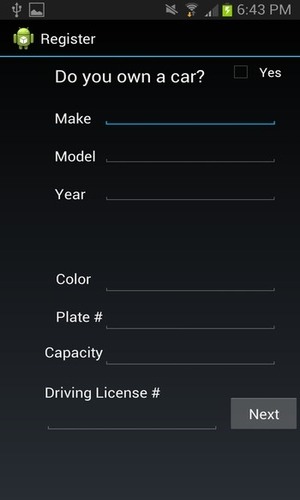 6:43 PM
Register
Do you own a car? Yes
Make
Model
Year
Color
Plate #
Capacity
Driving License #
Next